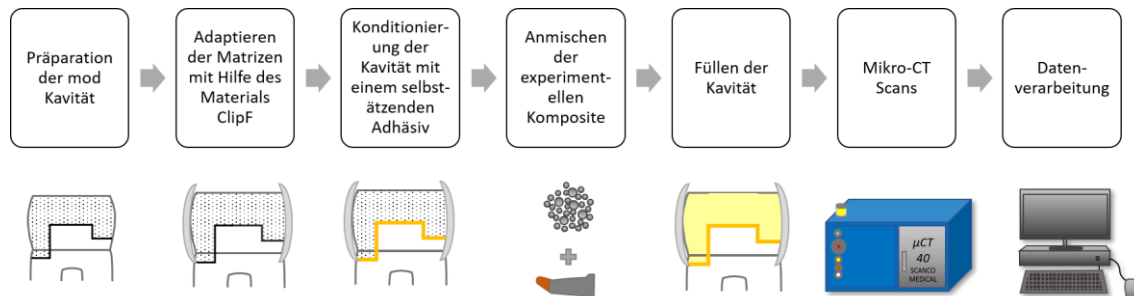 Präparation
der mod
Kavität
Adaptieren
der Matrizen
mit Hilfe des
Materials
ClipF
Konditionier-
ung der
Kavität mit
einem selbst-
ätzenden
Adhäsiv
Anmischen
der
experiment-
ellen
Komposite
Füllen der
Kavität
Mikro-CT
Scans
Daten-
verarbeitung
µCT
40
SCANCO
MEDICAL